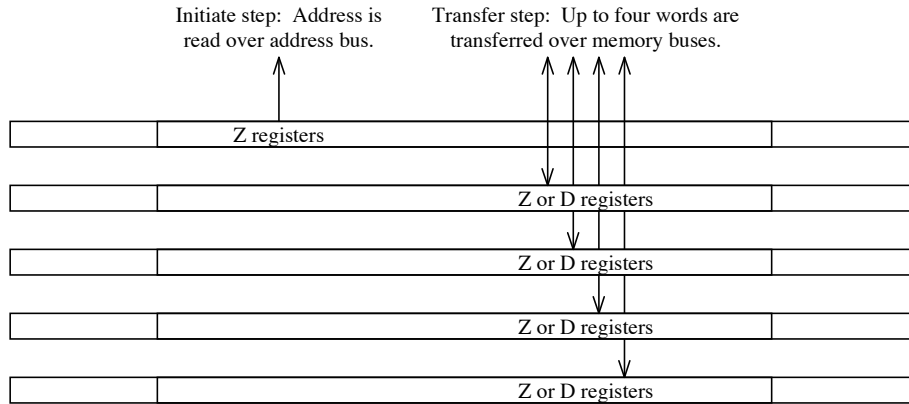 Initiate step: Address is
read over address bus.
Transfer step: Up to four words are
transferred over memory buses.
Z registers
Z or D registers
Z or D registers
Z or D registers
Z or D registers